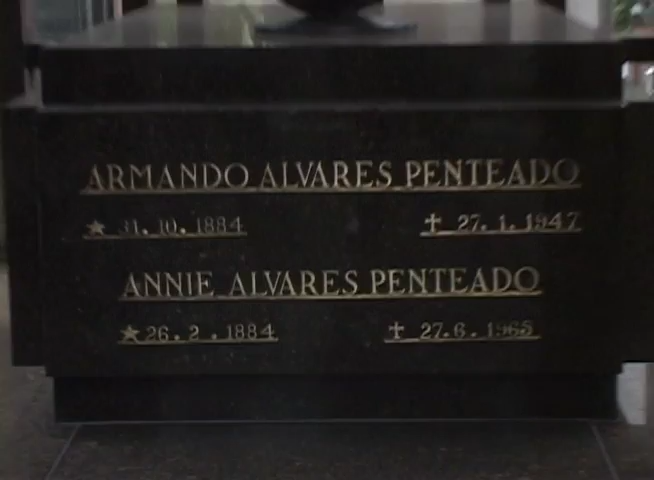 ARMANDO ALVARES PENTEADO
★ 31.10.1884 ✝ 27.1.1947
ANNIE ALVARES PENTEADO
★ 26.2.1884 ✝ 27.6.1965